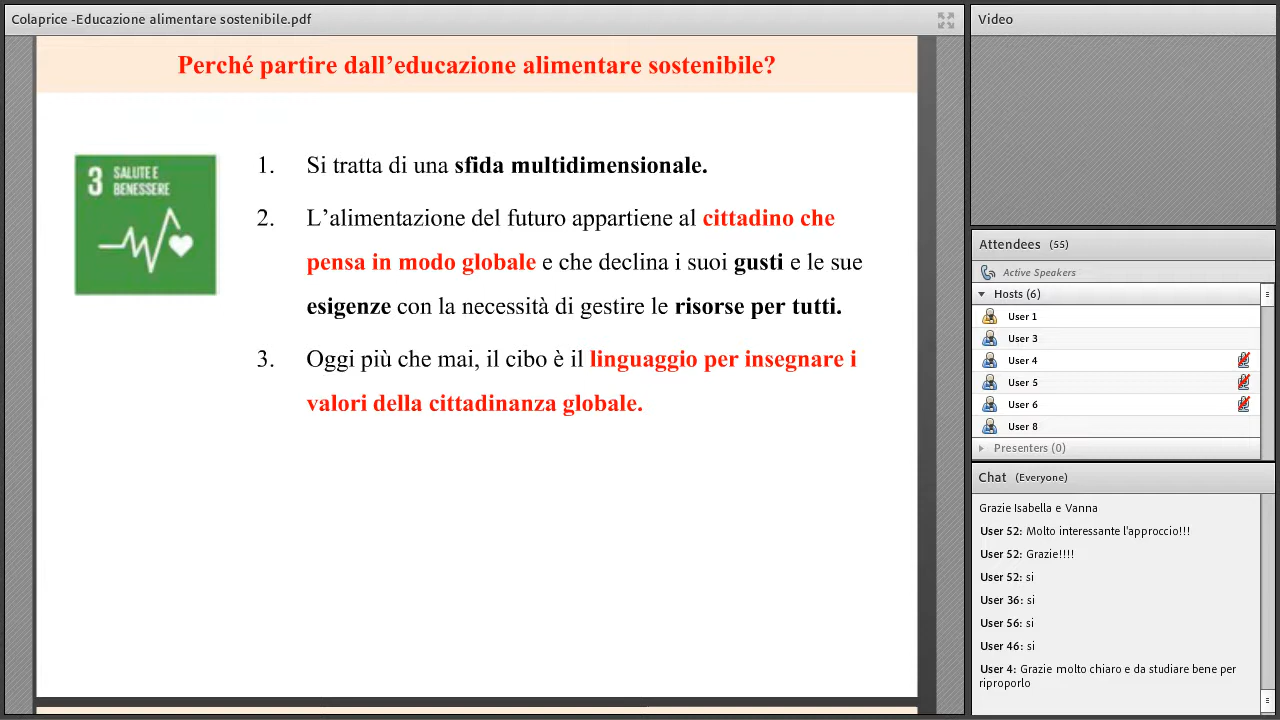 Colaprice -Educazione alimentare sostenibile.pdf
Perché partire dall’educazione alimentare sostenibile?
3 SALUTE E
BENESSERE
1. Si tratta di una sfida multidimensionale.
2. L’alimentazione del futuro appartiene al cittadino che
pensa in modo globale e che declina i suoi gusti e le sue
esigenze con la necessità di gestire le risorse per tutti.
3. Oggi più che mai, il cibo è il linguaggio per insegnare i
valori della cittadinanza globale.
Video
Attendees (55)
Active Speakers
Hosts (6)
User 1
User 3
User 4
User 5
User 6
User 8
Presenters (0)
Chat (Everyone)
Grazie Isabella e Vanna
User 52: Molto interessante l'approccio!!!
User 52: Grazie!!!!
User 52: si
User 36: si
User 56: si
User 46: si
User 4: Grazie molto chiaro e da studiare bene per
riproporlo